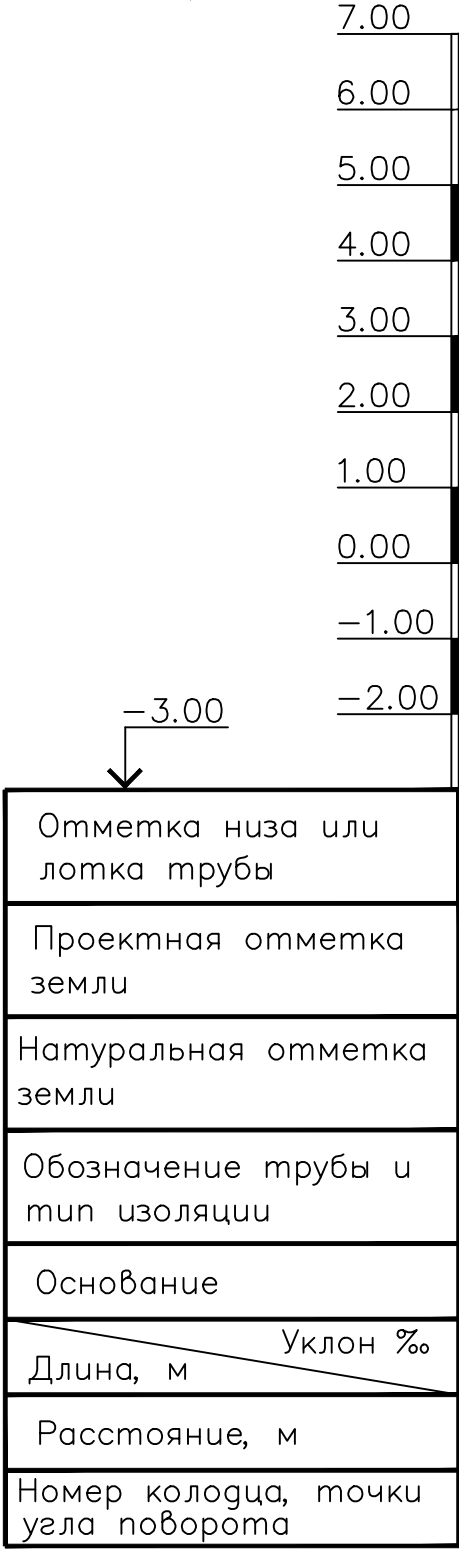 7.00
6.00
5.00
4.00
3.00
2.00
1.00
0.00
-1.00
-2.00
-3.00
Отметка низа или
лотка трубы
Проектная отметка
земли
Натуральная отметка
земли
Обозначение трубы и
тип изоляции
Основание
Уклон ‰
Длина, м
Расстояние, м
Номер колодца, точки
угла поворота